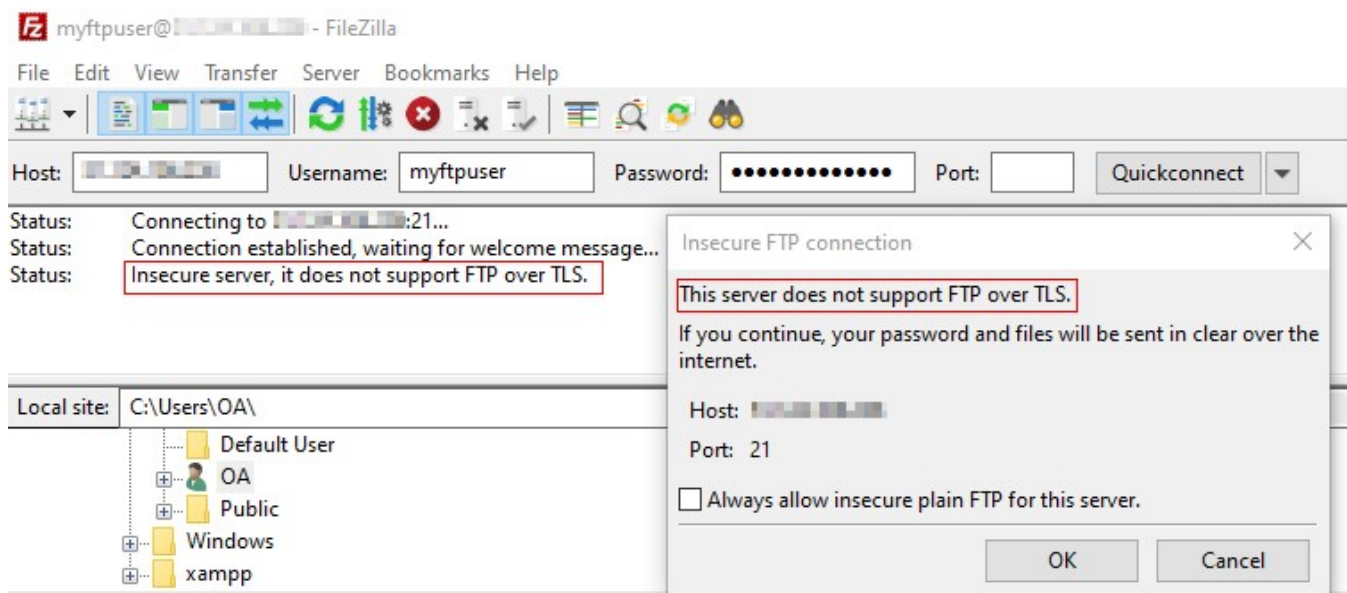 myftpuser@ - FileZilla
File Edit View Transfer Server Bookmarks Help
Host: Username: myftpuser Password: ●●●●●●●●●●●●● Port: Quickconnect
Status: Connecting to :21...
Status: Connection established, waiting for welcome message...
Status: Insecure server, it does not support FTP over TLS.
Insecure FTP connection
This server does not support FTP over TLS.
If you continue, your password and files will be sent in clear over the
internet.
Host:
Port: 21
Always allow insecure plain FTP for this server.
OK Cancel
Local site: C:\Users\OA\
Default User
OA
Public
Windows
xampp